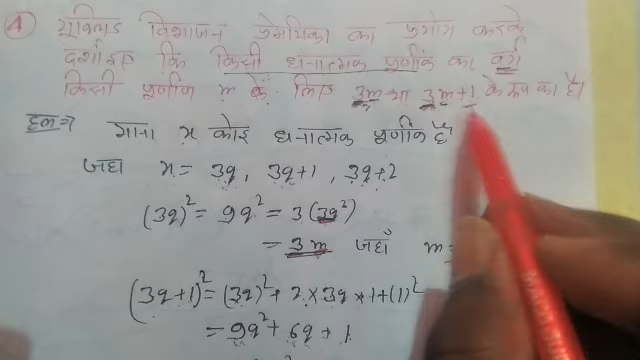 ④ यूक्लिड विभाजन प्रमेयिका का प्रयोग करके
दर्शाइए कि किसी धनात्मक पूर्णांक का वर्ग
किसी पूर्णांक m के लिए 3m या 3m+1 के रूप का है।
हल⇒ माना x कोई धनात्मक पूर्णांक है
जहा x = 3q, 3q+1, 3q+2
(3q)² = 9q² = 3(3q²)
= 3m जहाँ m =
(3q+1)² = (3q)² + 2×3q×1+(1)²
= 9q² + 6q + 1